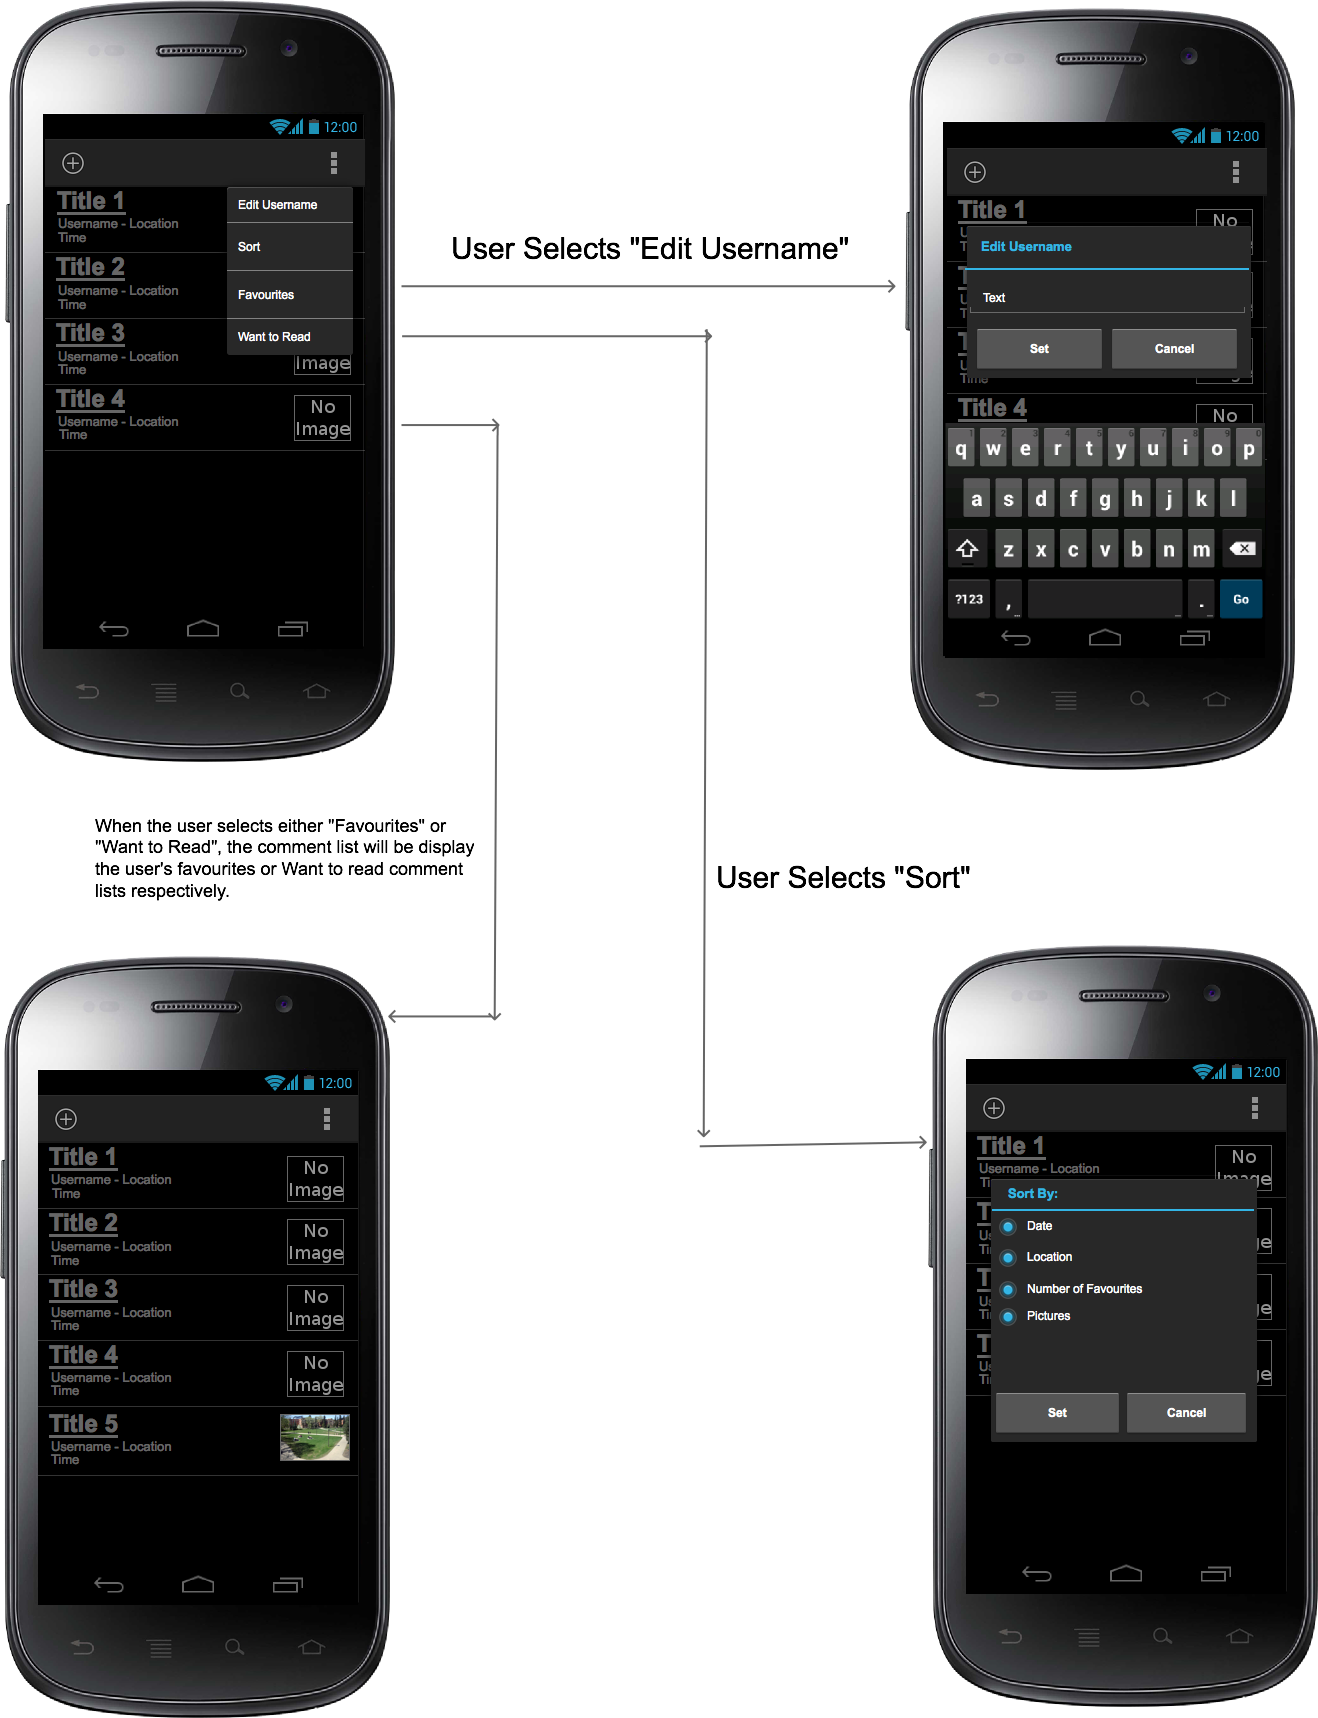 12:00
Title 1
Username - Location
Time
Title 2
Username - Location
Time
Title 3
Username - Location
Time
Image
Title 4
Username - Location
Time
No
Image
Edit Username
Sort
Favourites
Want to Read
User Selects "Edit Username"
12:00
Title 1
No
Edit Username
Text
Set
Cancel
Time
Title 4
No
q w e r t y u i o p
a s d f g h j k l
z x c v b n m
?123 , . Go
When the user selects either "Favourites" or
"Want to Read", the comment list will be display
the user's favourites or Want to read comment
lists respectively.
User Selects "Sort"
12:00
Title 1
Username - Location
Time
No
Image
Title 2
Username - Location
Time
No
Image
Title 3
Username - Location
Time
No
Image
Title 4
Username - Location
Time
No
Image
Title 5
Username - Location
Time
12:00
Title 1
Username - Location
No
Image
Sort By:
Date
Location
Number of Favourites
Pictures
Set
Cancel